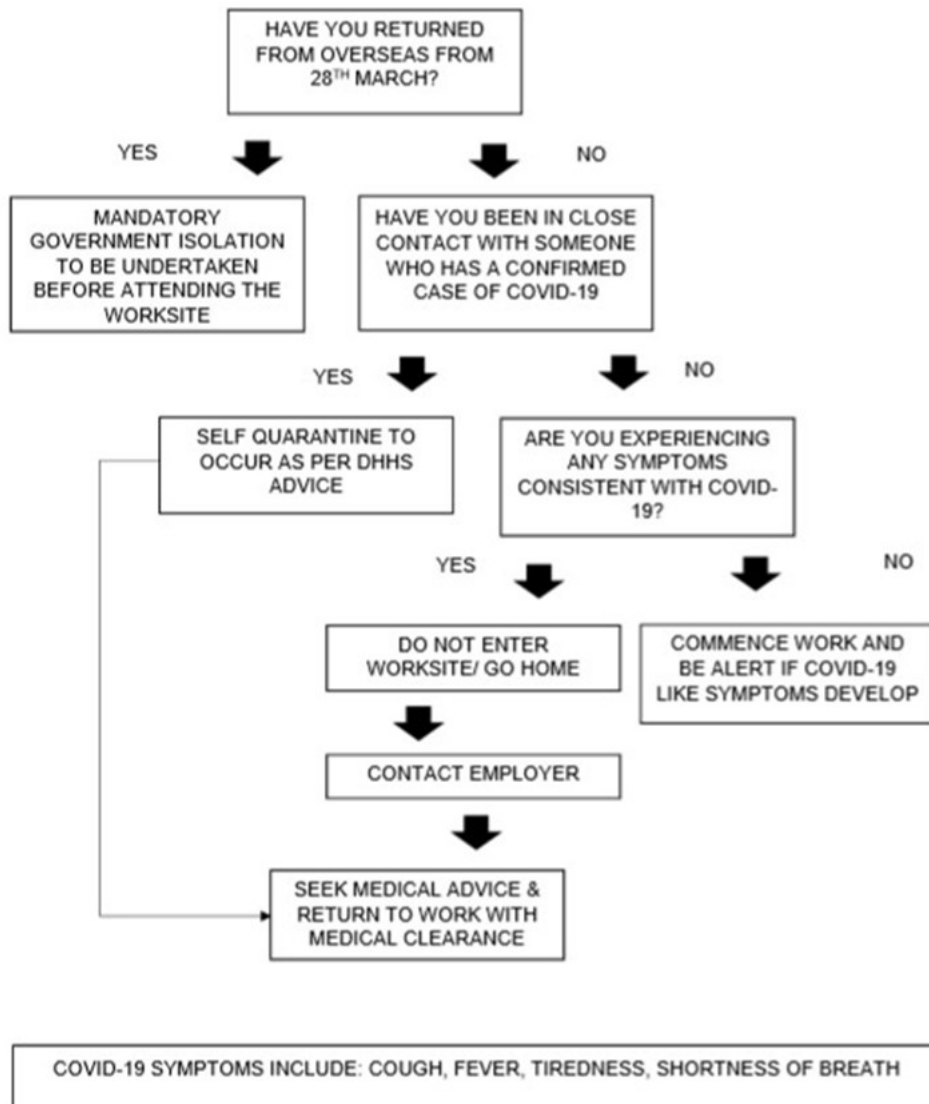 HAVE YOU RETURNED
FROM OVERSEAS FROM
28TH MARCH?
YES
NO
MANDATORY
GOVERNMENT ISOLATION
TO BE UNDERTAKEN
BEFORE ATTENDING THE
WORKSITE
HAVE YOU BEEN IN CLOSE
CONTACT WITH SOMEONE
WHO HAS A CONFIRMED
CASE OF COVID-19
YES
NO
SELF QUARANTINE TO
OCCUR AS PER DHHS
ADVICE
ARE YOU EXPERIENCING
ANY SYMPTOMS
CONSISTENT WITH COVID-
19?
YES
NO
DO NOT ENTER
WORKSITE/ GO HOME
COMMENCE WORK AND
BE ALERT IF COVID-19
LIKE SYMPTOMS DEVELOP
CONTACT EMPLOYER
SEEK MEDICAL ADVICE &
RETURN TO WORK WITH
MEDICAL CLEARANCE
COVID-19 SYMPTOMS INCLUDE: COUGH, FEVER, TIREDNESS, SHORTNESS OF BREATH